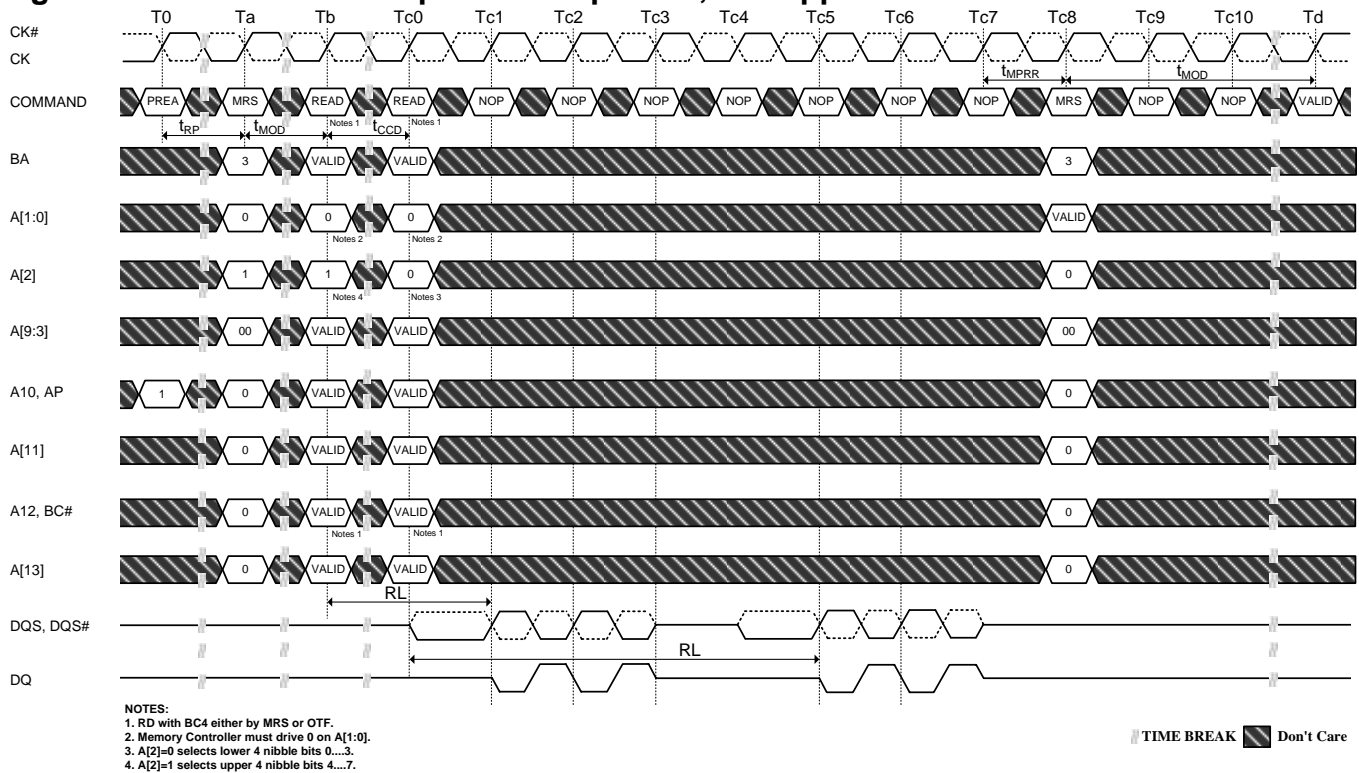 T0 Ta Tb Tc0 Tc1 Tc2 Tc3 Tc4 Tc5 Tc6 Tc7 Tc8 Tc9 Tc10 Td
CK#
CK
tMPRR tMOD
COMMAND PREA MRS READ READ NOP NOP NOP NOP NOP NOP NOP MRS NOP NOP VALID
Notes 1 Notes 1
tRP tMOD tCCD
BA 3 VALID VALID 3
A[1:0] 0 0 0 VALID
Notes 2 Notes 2
A[2] 1 1 0 0
Notes 4 Notes 3
A[9:3] 00 VALID VALID 00
A10, AP 1 0 VALID VALID 0
A[11] 0 VALID VALID 0
A12, BC# 0 VALID VALID 0
Notes 1 Notes 1
A[13] 0 VALID VALID 0
RL
DQS, DQS#
RL
DQ
NOTES:
1. RD with BC4 either by MRS or OTF.
2. Memory Controller must drive 0 on A[1:0].
3. A[2]=0 selects lower 4 nibble bits 0....3.
4. A[2]=1 selects upper 4 nibble bits 4....7.
TIME BREAK Don't Care